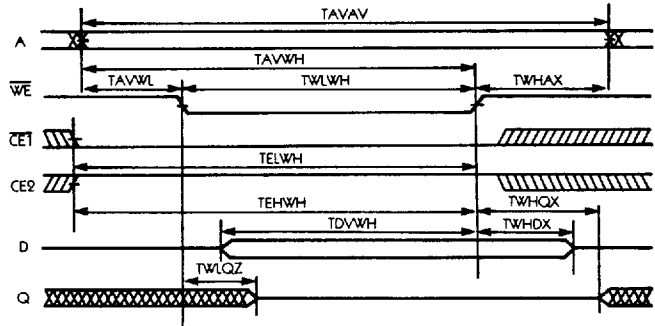 TAVAV
A
TAVWH
TAVWL TWLWH TWHAX
WE
CE1
TELWH
CE2
TEHWH TWHQX
TDVWH TWHDX
D
TWLQZ
Q